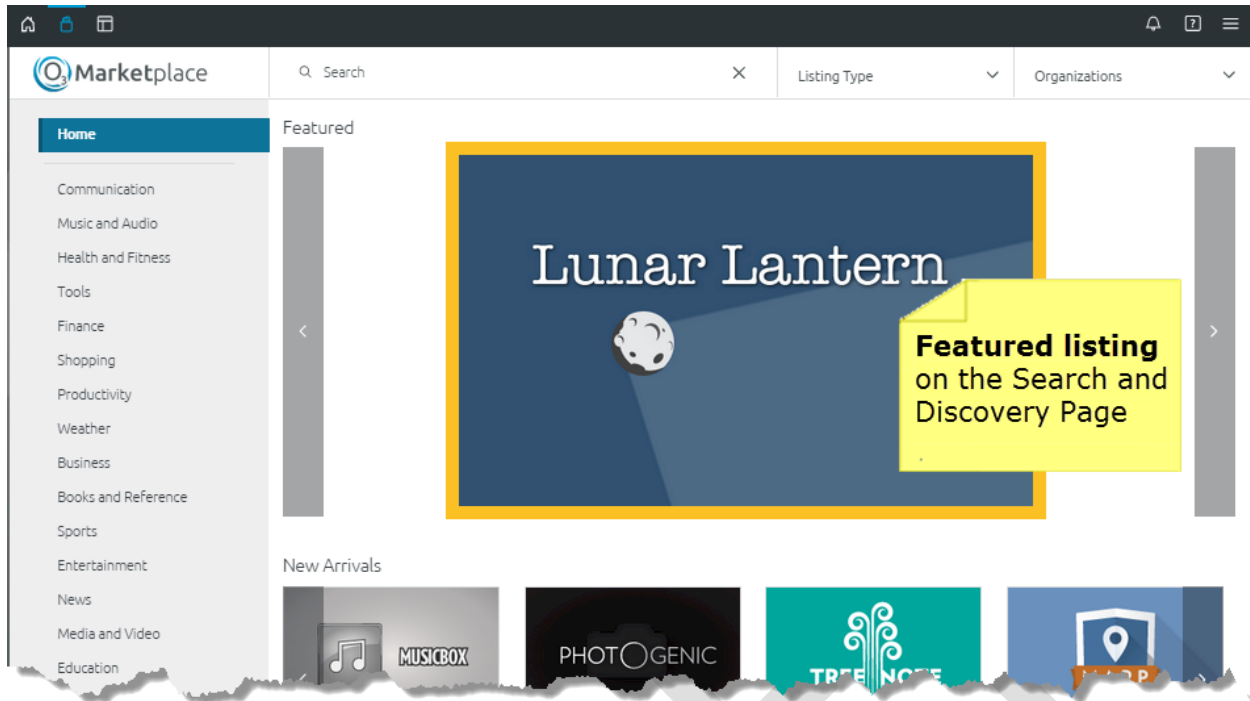 O3 Marketplace
Search
Listing Type
Organizations
Home
Communication
Music and Audio
Health and Fitness
Tools
Finance
Shopping
Productivity
Weather
Business
Books and Reference
Sports
Entertainment
News
Media and Video
Education
Featured
Lunar Lantern
Featured listing
on the Search and
Discovery Page
New Arrivals
MUSICBOX
PHOTOGENIC
TREE NOTE